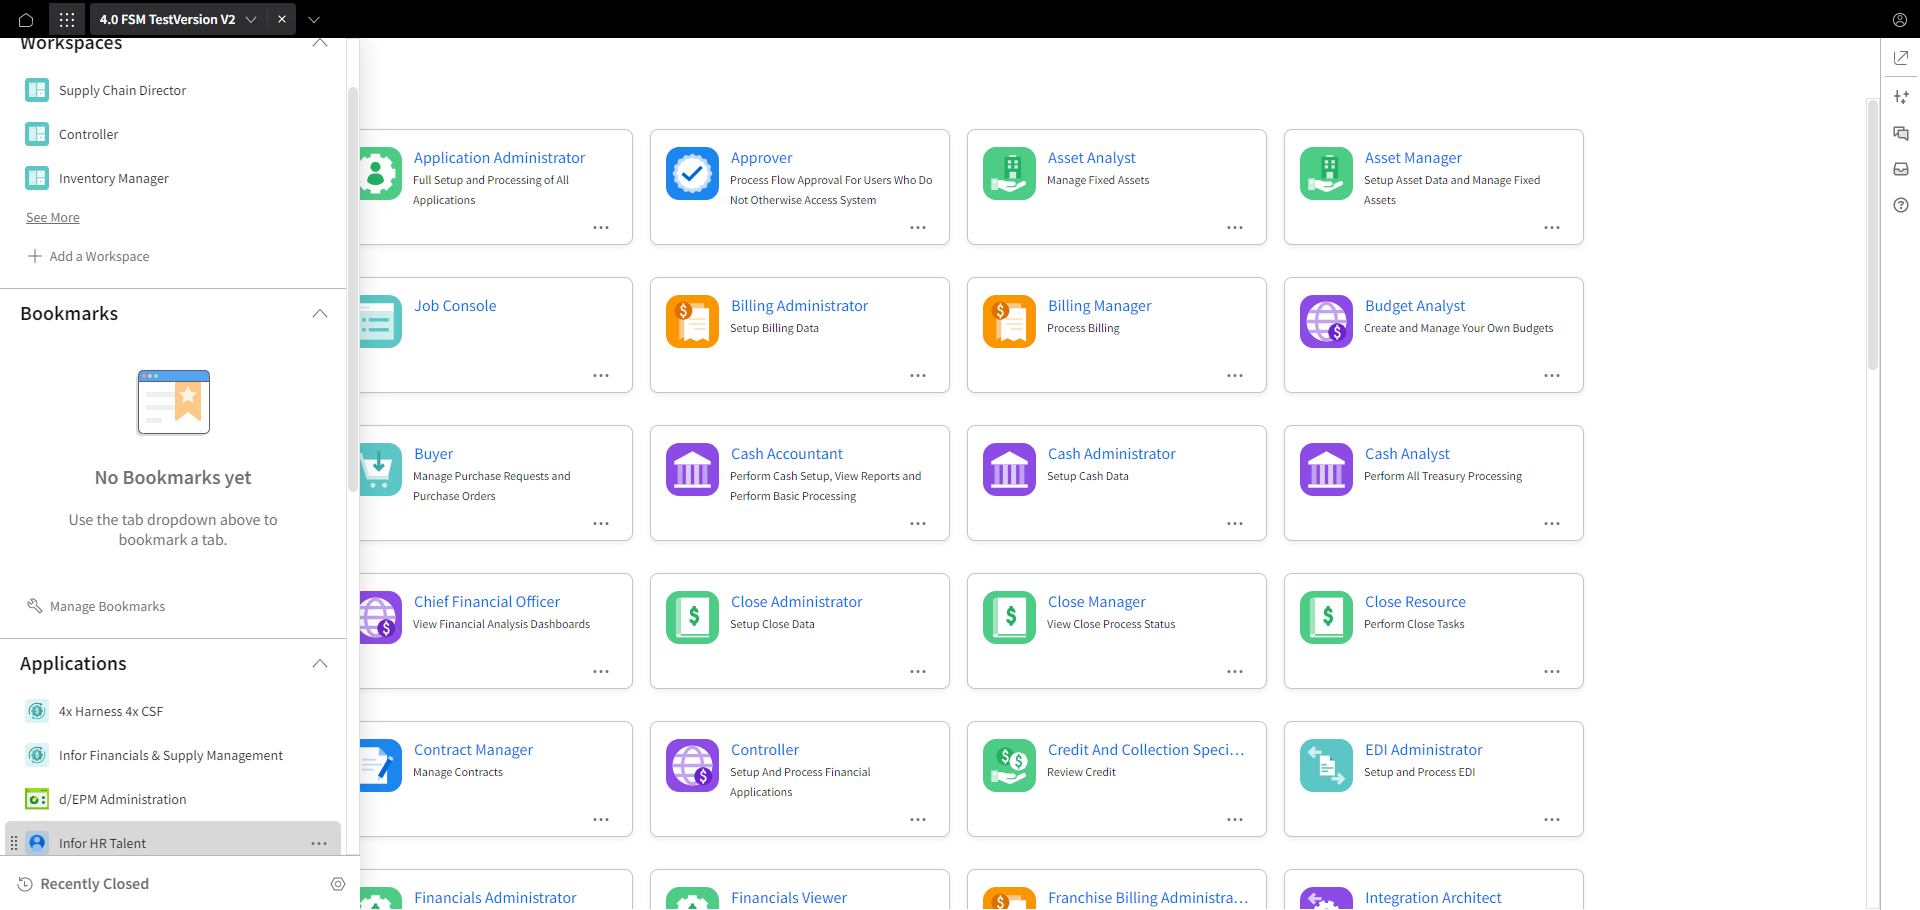 4.0 FSM TestVersion V2
Workspaces
Supply Chain Director
Controller
Inventory Manager
See More
Add a Workspace
Bookmarks
No Bookmarks yet
Use the tab dropdown above to
bookmark a tab.
Manage Bookmarks
Applications
4x Harness 4x CSF
Infor Financials & Supply Management
d/EPM Administration
Infor HR Talent
Recently Closed
Application Administrator
Full Setup and Processing of All
Applications
Approver
Process Flow Approval For Users Who Do
Not Otherwise Access System
Asset Analyst
Manage Fixed Assets
Asset Manager
Setup Asset Data and Manage Fixed
Assets
Job Console
Billing Administrator
Setup Billing Data
Billing Manager
Process Billing
Budget Analyst
Create and Manage Your Own Budgets
Buyer
Manage Purchase Requests and
Purchase Orders
Cash Accountant
Perform Cash Setup, View Reports and
Perform Basic Processing
Cash Administrator
Setup Cash Data
Cash Analyst
Perform All Treasury Processing
Chief Financial Officer
View Financial Analysis Dashboards
Close Administrator
Setup Close Data
Close Manager
View Close Process Status
Close Resource
Perform Close Tasks
Contract Manager
Manage Contracts
Controller
Setup And Process Financial
Applications
Credit And Collection Speci...
Review Credit
EDI Administrator
Setup and Process EDI
Financials Administrator
Financials Viewer
Franchise Billing Administra...
Integration Architect